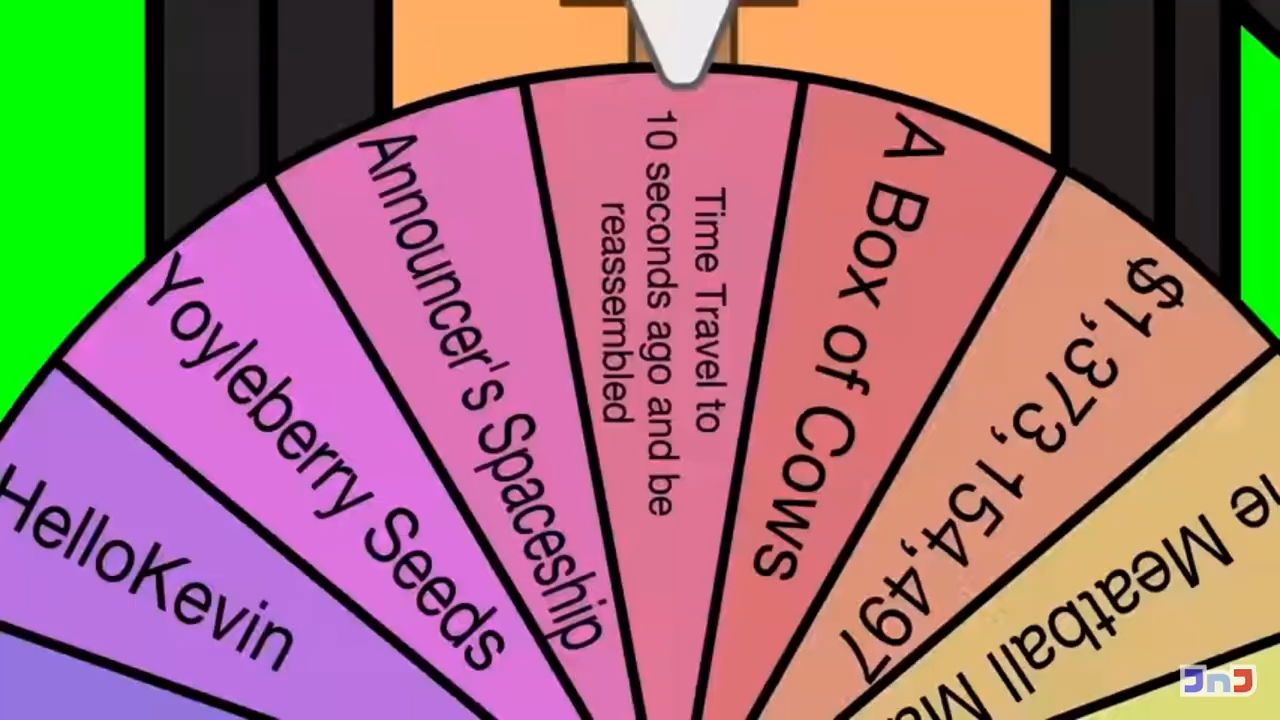 HelloKevin
Yoyleberry Seeds
Announcer's Spaceship
Time Travel to
10 seconds ago and be
reassembled
A Box of Cows
$1,373,154,497
Meatball
JnJ